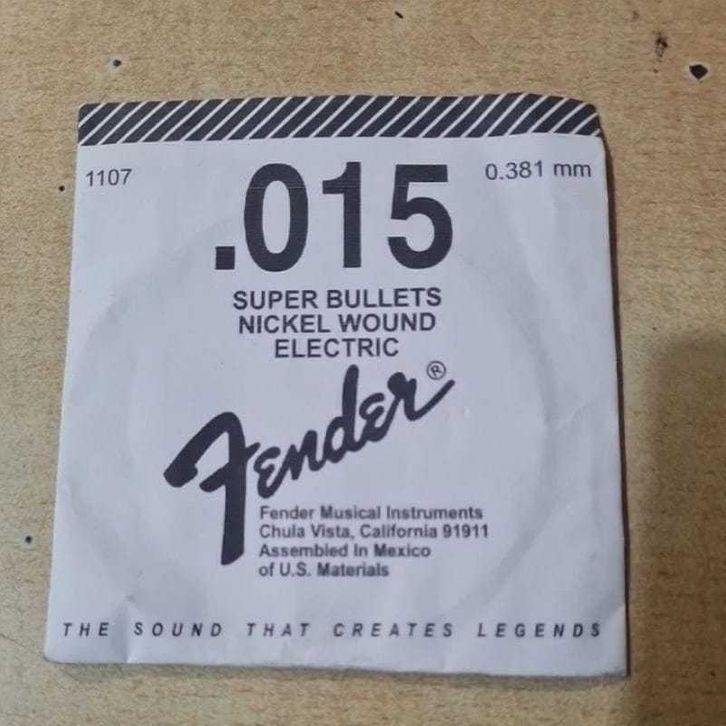 1107
.015
0.381 mm
SUPER BULLETS
NICKEL WOUND
ELECTRIC
Fender®
Fender Musical Instruments
Chula Vista, California 91911
Assembled In Mexico
of U.S. Materials
THE SOUND THAT CREATES LEGENDS